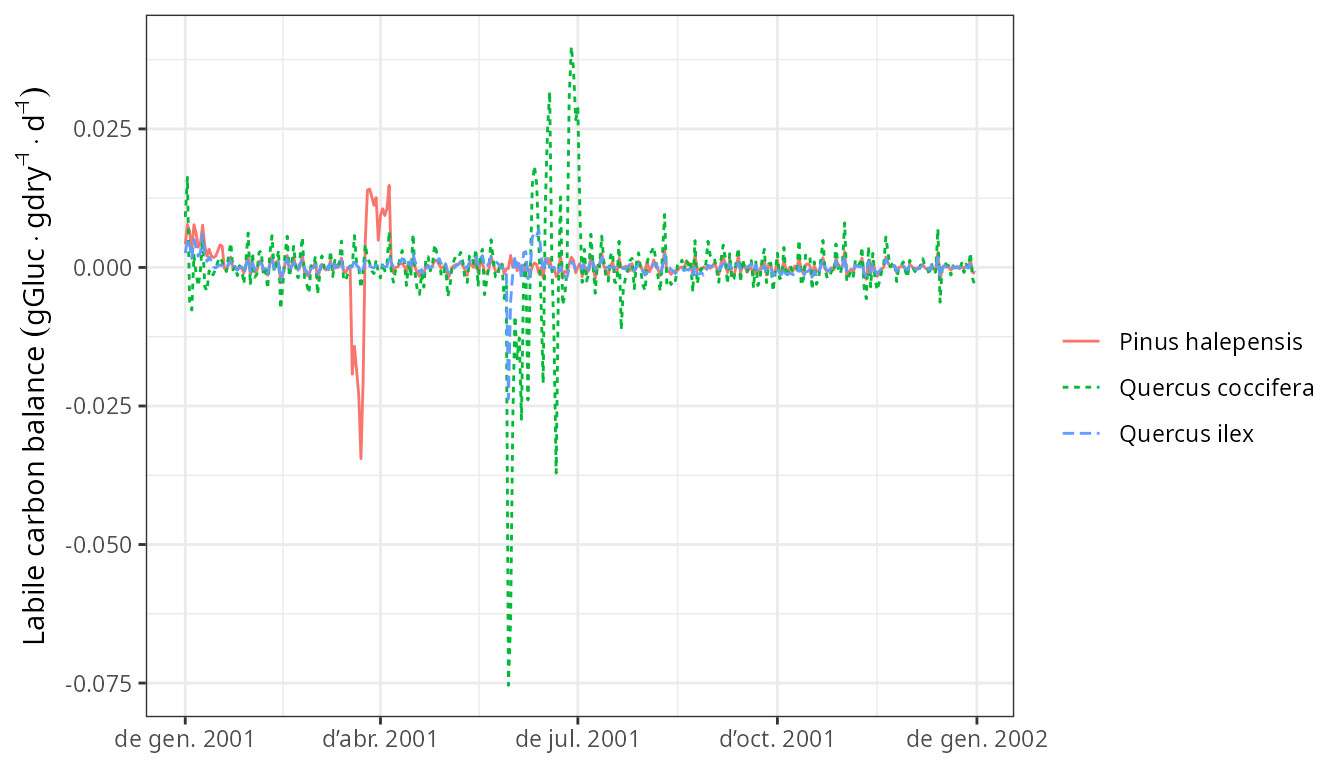 Labile carbon balance (gGluc · gdry⁻¹ · d⁻¹)
0.025
0.000
-0.025
-0.050
-0.075
de gen. 2001 d’abr. 2001 de jul. 2001 d’oct. 2001 de gen. 2002
Pinus halepensis
Quercus coccifera
Quercus ilex